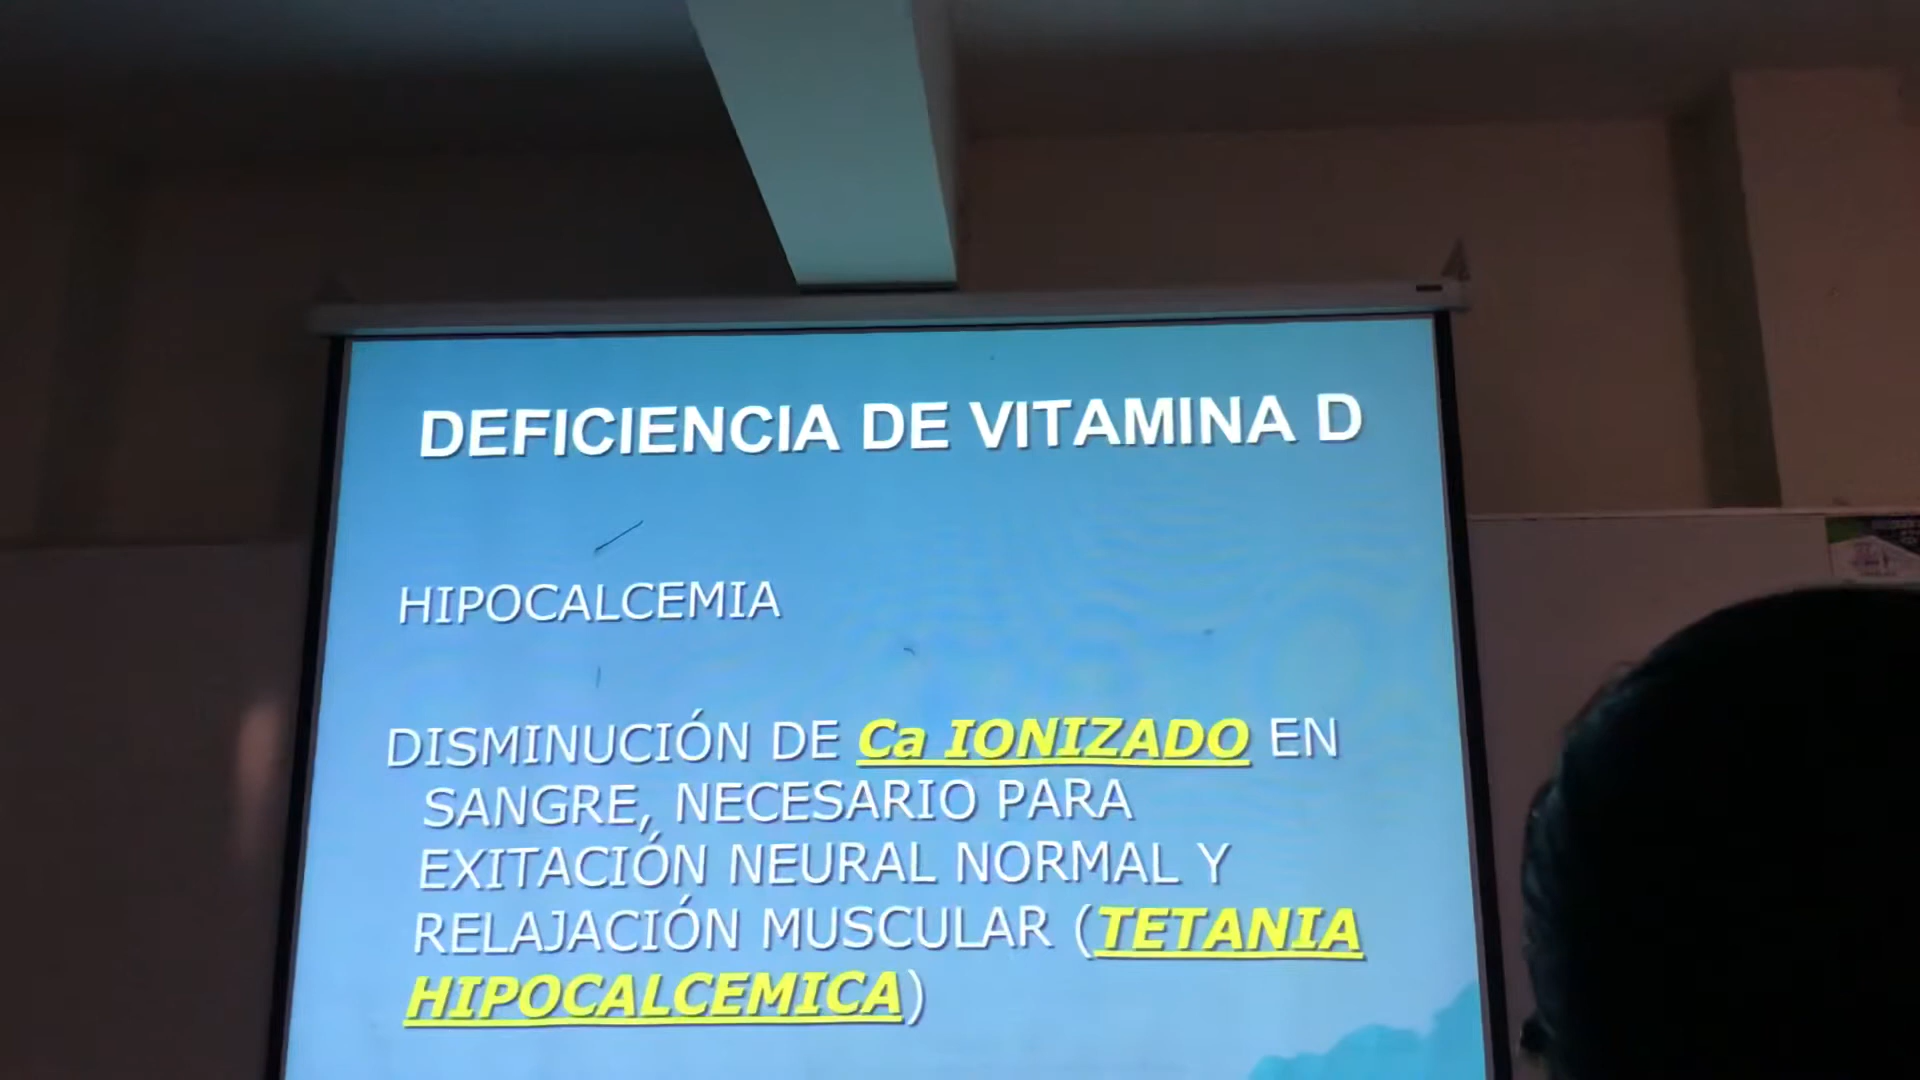 DEFICIENCIA DE VITAMINA D
HIPOCALCEMIA
DISMINUCIÓN DE Ca IONIZADO EN
SANGRE, NECESARIO PARA
EXITACIÓN NEURAL NORMAL Y
RELAJACIÓN MUSCULAR (TETANIA
HIPOCALCEMICA)